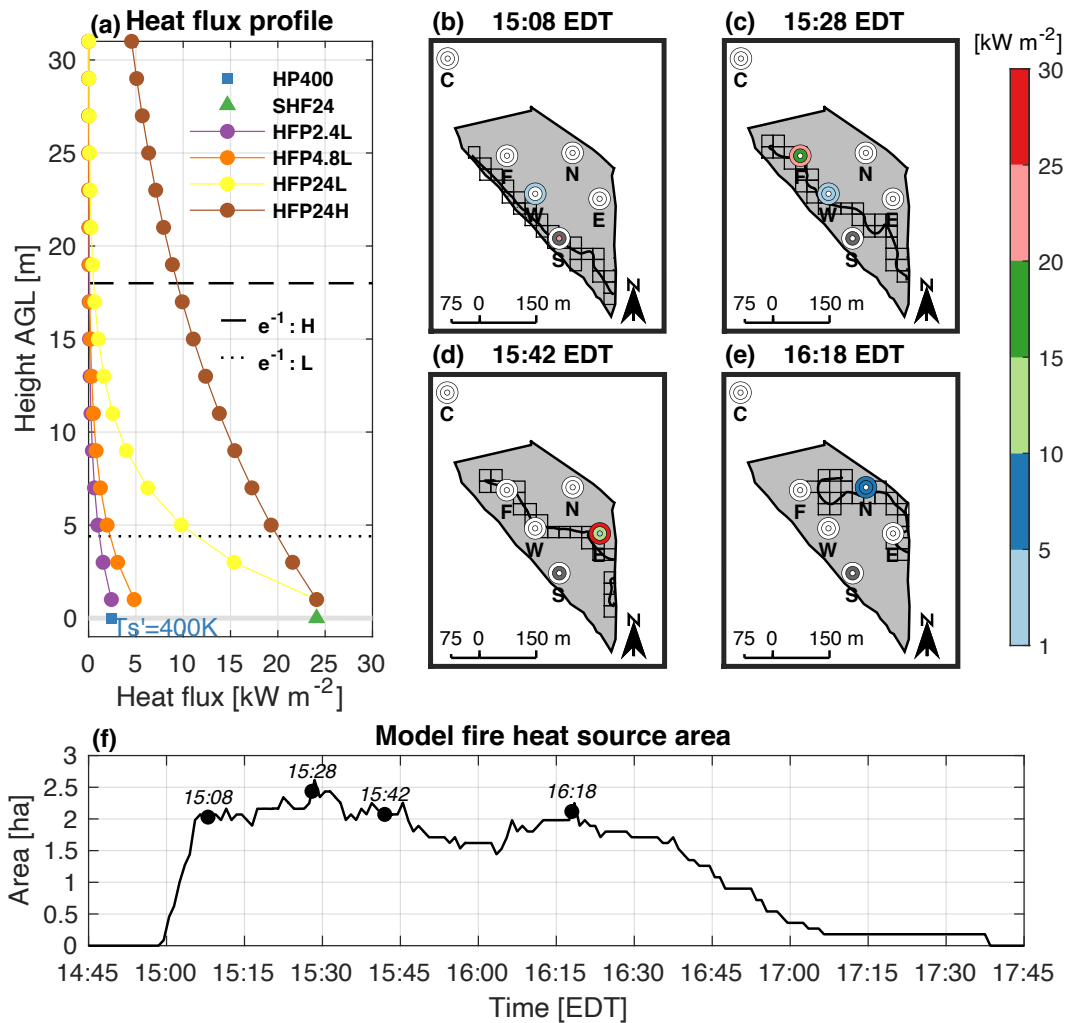 (a) Heat flux profile
30
25
20
15
10
5
0
Height AGL [m]
HP400
SHF24
HFP2.4L
HFP4.8L
HFP24L
HFP24H
e⁻¹ : H
e⁻¹ : L
Ts'=400K
0 5 10 15 20 25 30
Heat flux [kW m⁻²]
(b) 15:08 EDT
C
F
N
W
E
S
75 0 150 m
N
(c) 15:28 EDT
C
F
N
W
E
S
75 0 150 m
N
(d) 15:42 EDT
C
F
N
W
E
S
75 0 150 m
N
(e) 16:18 EDT
C
F
N
W
E
S
75 0 150 m
N
[kW m⁻²]
30
25
20
15
10
5
1
(f) Model fire heat source area
3
2.5
2
1.5
1
0.5
0
Area [ha]
15:08
15:28
15:42
16:18
14:45 15:00 15:15 15:30 15:45 16:00 16:15 16:30 16:45 17:00 17:15 17:30 17:45
Time [EDT]